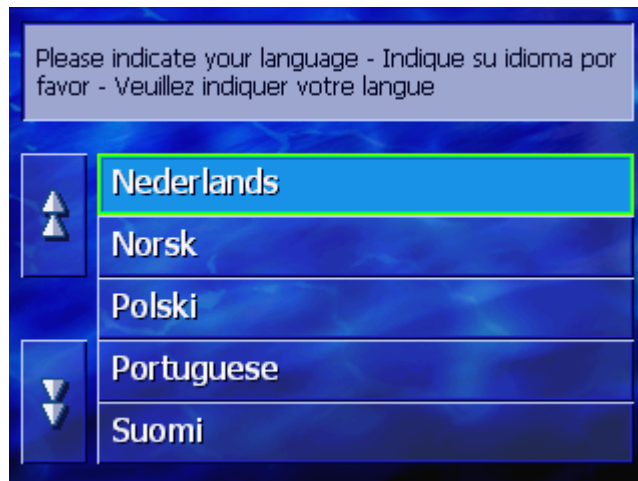 Please indicate your language - Indique su idioma por
favor - Veuillez indiquer votre langue
Nederlands
Norsk
Polski
Portuguese
Suomi